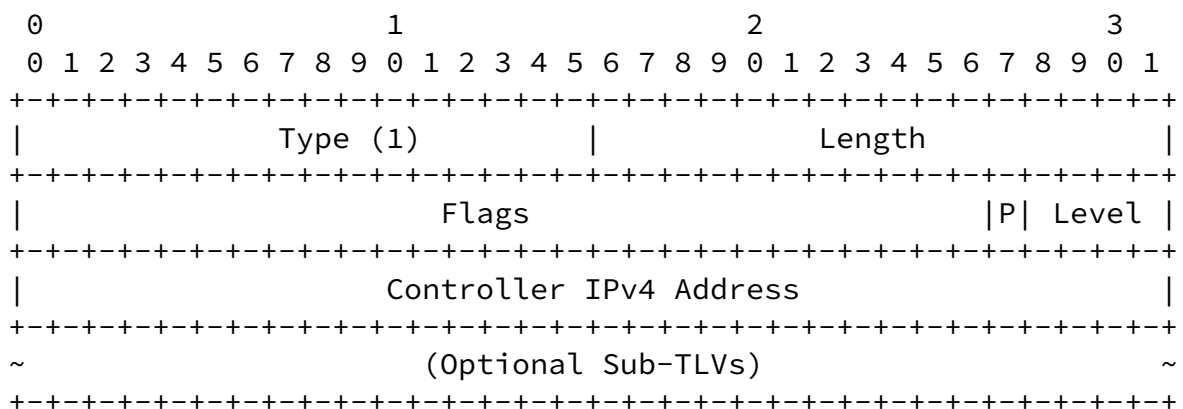 0                   1                   2                   3
 0 1 2 3 4 5 6 7 8 9 0 1 2 3 4 5 6 7 8 9 0 1 2 3 4 5 6 7 8 9 0 1
+-+-+-+-+-+-+-+-+-+-+-+-+-+-+-+-+-+-+-+-+-+-+-+-+-+-+-+-+-+-+-+-+
|              Type (1)         |            Length             |
+-+-+-+-+-+-+-+-+-+-+-+-+-+-+-+-+-+-+-+-+-+-+-+-+-+-+-+-+-+-+-+-+
|                       Flags                         |P| Level |
+-+-+-+-+-+-+-+-+-+-+-+-+-+-+-+-+-+-+-+-+-+-+-+-+-+-+-+-+-+-+-+-+
|                    Controller IPv4 Address                    |
+-+-+-+-+-+-+-+-+-+-+-+-+-+-+-+-+-+-+-+-+-+-+-+-+-+-+-+-+-+-+-+-+
~                      (Optional Sub-TLVs)                      ~
+-+-+-+-+-+-+-+-+-+-+-+-+-+-+-+-+-+-+-+-+-+-+-+-+-+-+-+-+-+-+-+-+